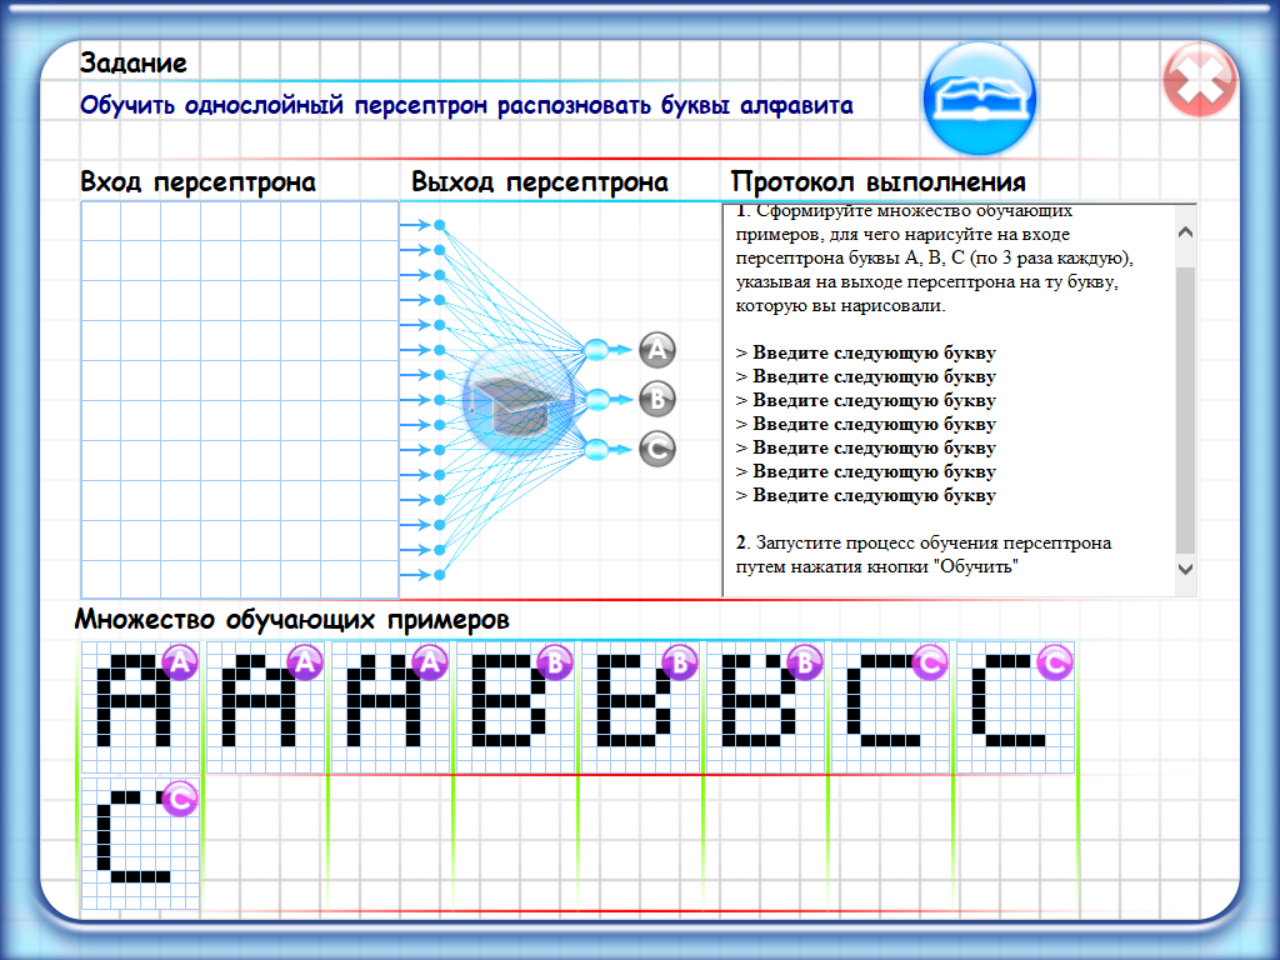 Задание
Обучить однослойный персептрон распозновать буквы алфавита
Вход персептрона
Выход персептрона
Протокол выполнения
1. Сформируйте множество обучающих
примеров, для чего нарисуйте на входе
персептрона буквы А, В, С (по 3 раза каждую),
указывая на выходе персептрона на ту букву,
которую вы нарисовали.
> Введите следующую букву
> Введите следующую букву
> Введите следующую букву
> Введите следующую букву
> Введите следующую букву
> Введите следующую букву
> Введите следующую букву
2. Запустите процесс обучения персептрона
путем нажатия кнопки "Обучить"
A
B
C
Множество обучающих примеров
A A A A A A B B B B B B C C C C
C C